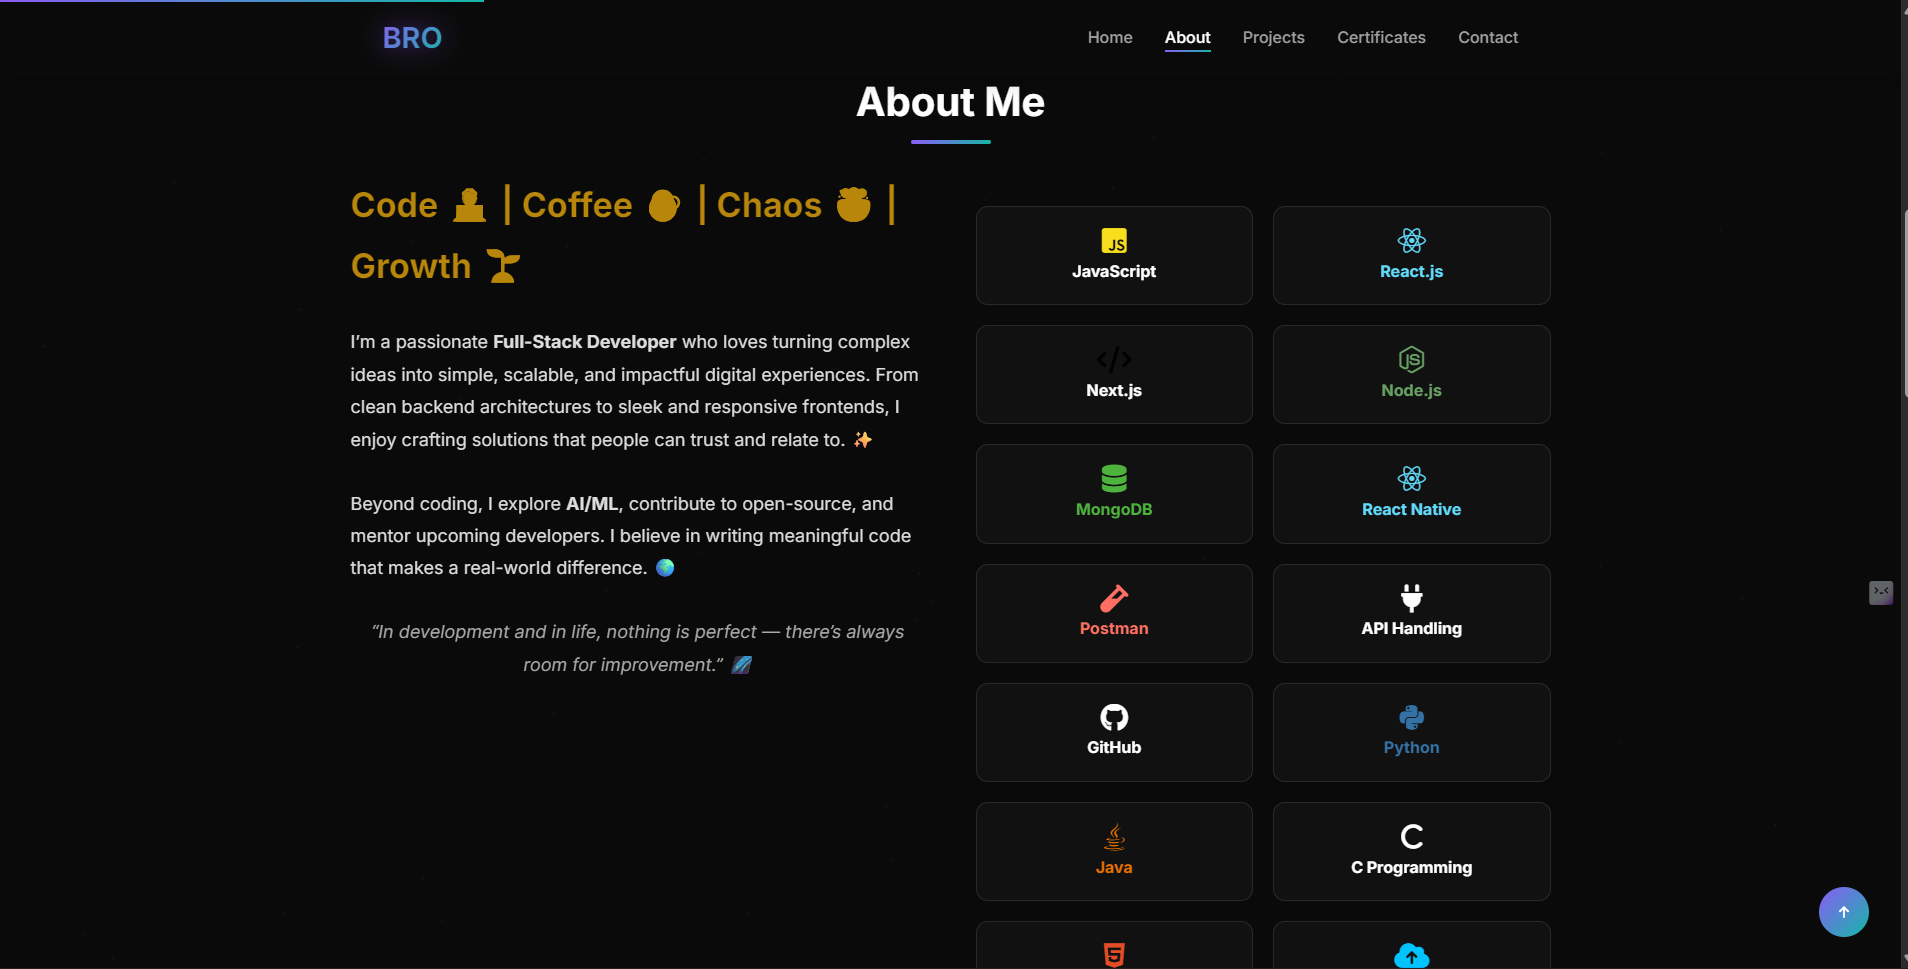 BRO
Home About Projects Certificates Contact
About Me
Code 🧑‍💻 | Coffee ☕ | Chaos 🤯 |
Growth 🌱
I’m a passionate Full-Stack Developer who loves turning complex
ideas into simple, scalable, and impactful digital experiences. From
clean backend architectures to sleek and responsive frontends, I
enjoy crafting solutions that people can trust and relate to. ✨
Beyond coding, I explore AI/ML, contribute to open-source, and
mentor upcoming developers. I believe in writing meaningful code
that makes a real-world difference. 🌍
“In development and in life, nothing is perfect — there’s always
room for improvement.” 🌌
JS
JavaScript
React.js
</>
Next.js
JS
Node.js
MongoDB
React Native
Postman
API Handling
GitHub
Python
Java
C
C Programming
5